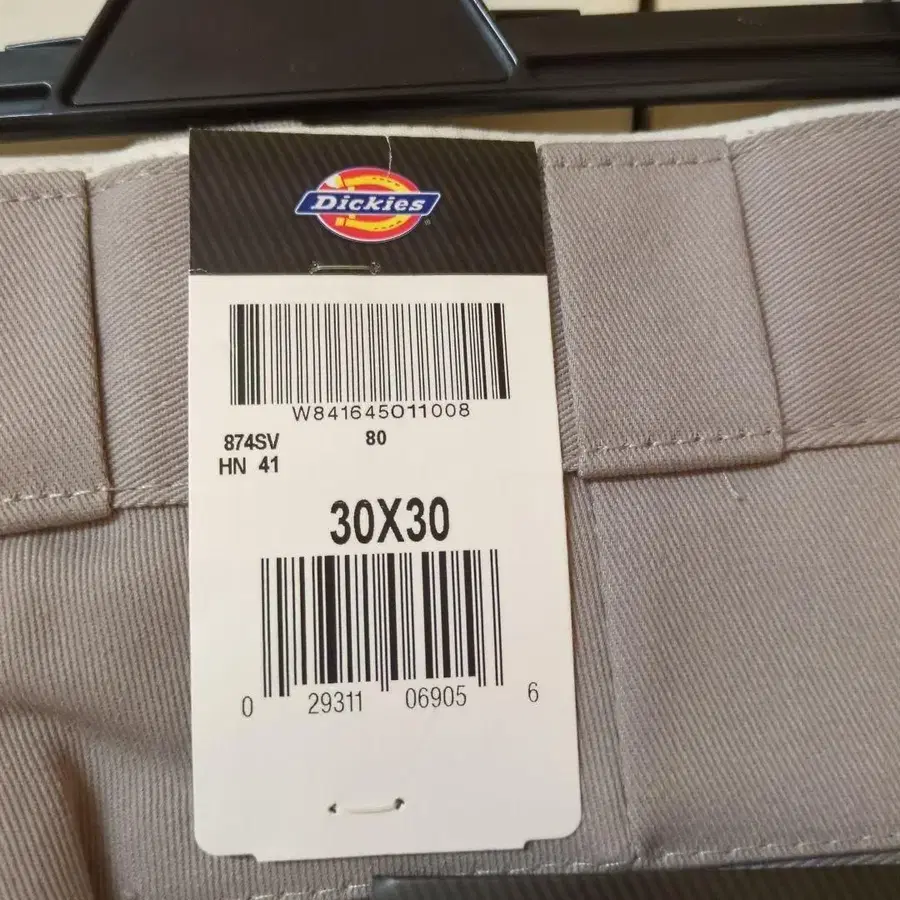 Dickies
W841645011008
874SV 80
HN 41
30X30
0 29311 06905 6